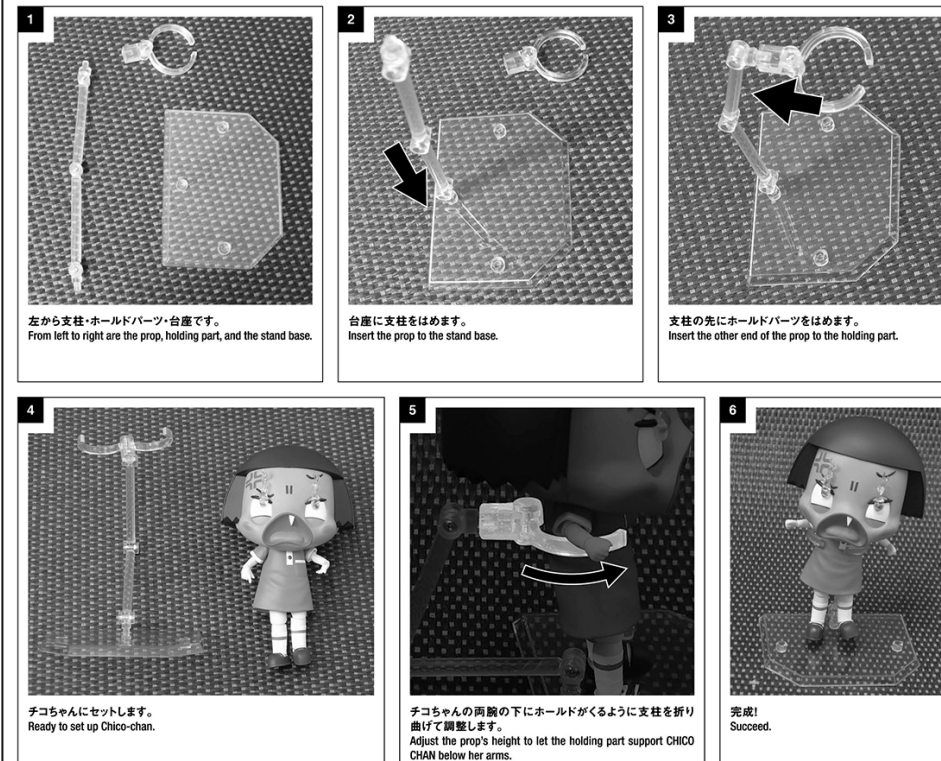 1
左から支柱・ホールドパーツ・台座です。
From left to right are the prop, holding part, and the stand base.
2
台座に支柱をはめます。
Insert the prop to the stand base.
3
支柱の先にホールドパーツをはめます。
Insert the other end of the prop to the holding part.
4
チコちゃんにセットします。
Ready to set up Chico-chan.
5
チコちゃんの両腕の下にホールドがくるように支柱を折り
曲げて調整します。
Adjust the prop's height to let the holding part support CHICO
CHAN below her arms.
6
完成!
Succeed.